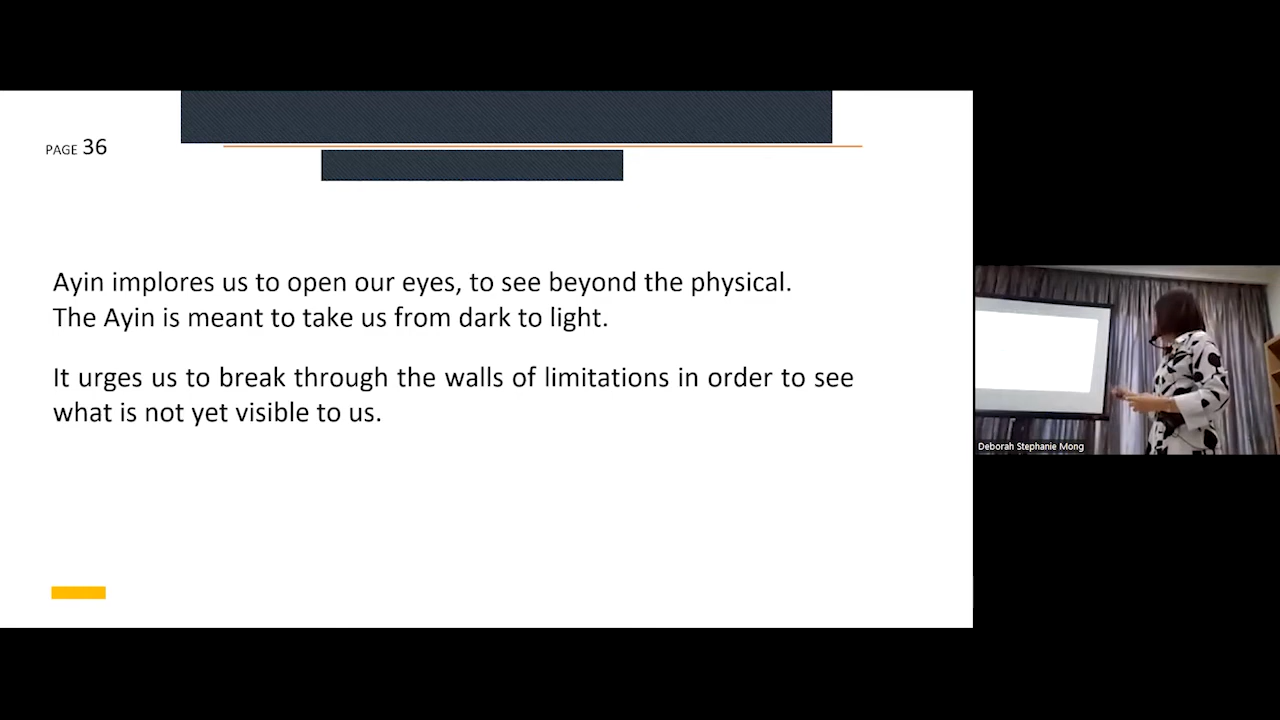 PAGE 36
Ayin implores us to open our eyes, to see beyond the physical.
The Ayin is meant to take us from dark to light.
It urges us to break through the walls of limitations in order to see
what is not yet visible to us.
Deborah Stephanie Mong